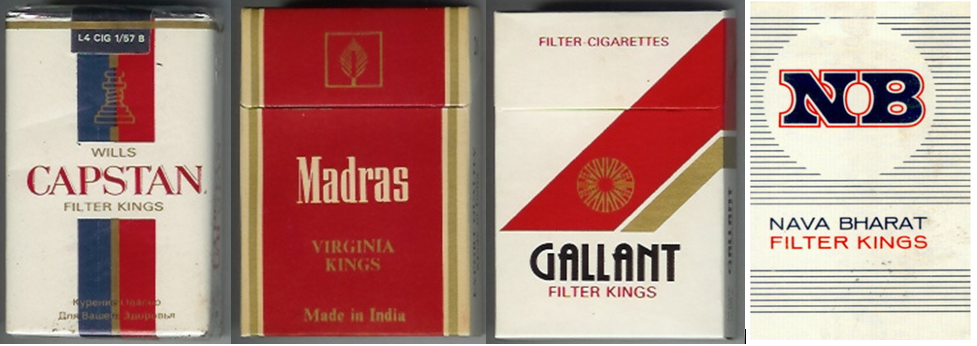 L4 CIG 1/57 B
WILLS
CAPSTAN
FILTER KINGS
Курение опасно
Для Вашего Здоровья
Madras
VIRGINIA
KINGS
Made in India
FILTER-CIGARETTES
GALLANT
FILTER KINGS
NB
NAVA BHARAT
FILTER KINGS